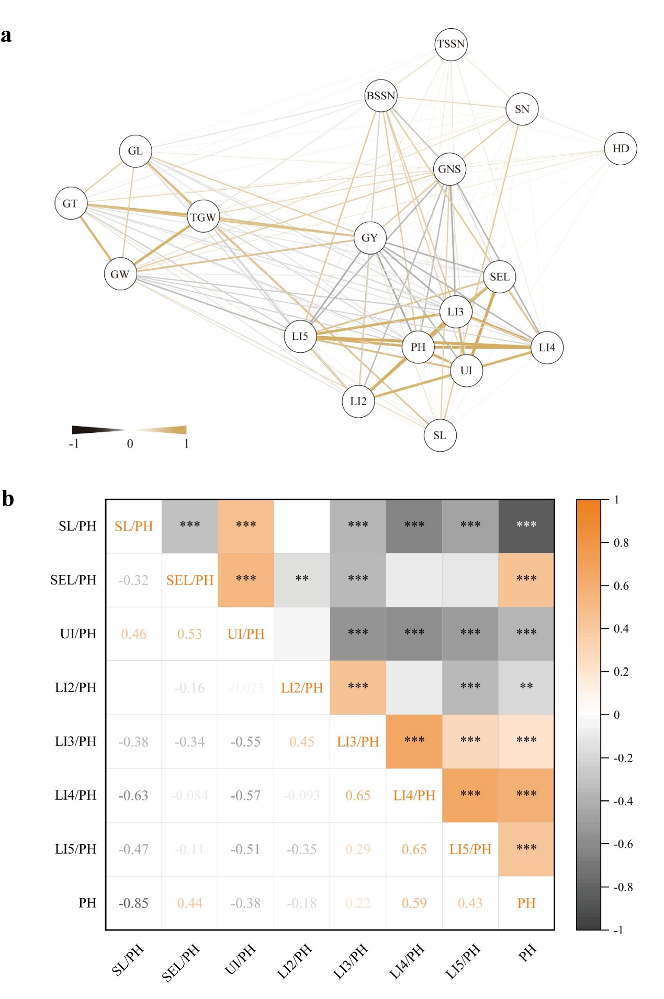 a
TSSN
BSSN
SN
HD
GL
GNS
GT
TGW
GY
GW
SEL
LI3
LI5
PH
LI4
UI
LI2
SL
-1 0 1
b
SL/PH SL/PH *** *** *** *** *** ***
SEL/PH -0.32 SEL/PH *** ** *** ***
UI/PH 0.46 0.53 UI/PH *** *** *** ***
LI2/PH -0.16 -0.023 LI2/PH *** *** **
LI3/PH -0.38 -0.34 -0.55 0.45 LI3/PH *** *** ***
LI4/PH -0.63 -0.084 -0.57 -0.093 0.65 LI4/PH *** ***
LI5/PH -0.47 -0.11 -0.51 -0.35 0.29 0.65 LI5/PH ***
PH -0.85 0.44 -0.38 -0.18 0.22 0.59 0.43 PH
SL/PH SEL/PH UI/PH LI2/PH LI3/PH LI4/PH LI5/PH PH
1
0.8
0.6
0.4
0.2
0
-0.2
-0.4
-0.6
-0.8
-1